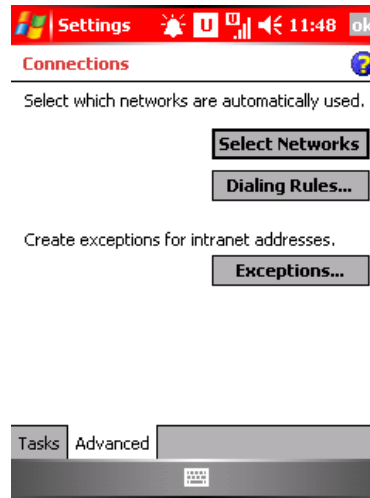 Settings U U 11:48 ok
Connections ?
Select which networks are automatically used.
Select Networks
Dialing Rules...
Create exceptions for intranet addresses.
Exceptions...
Tasks Advanced